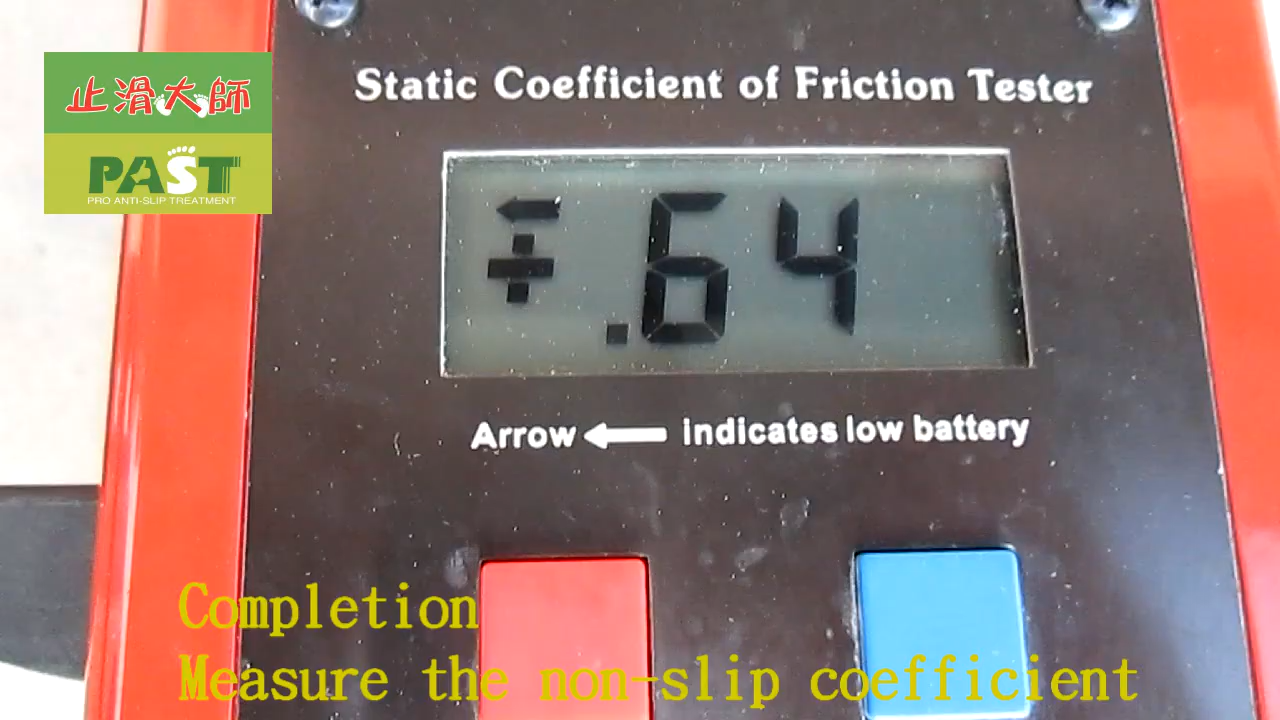 止滑大師
PAST
PRO ANTI-SLIP TREATMENT
Static Coefficient of Friction Tester
.64
Arrow ← indicates low battery
Completion
Measure the non-slip coefficient